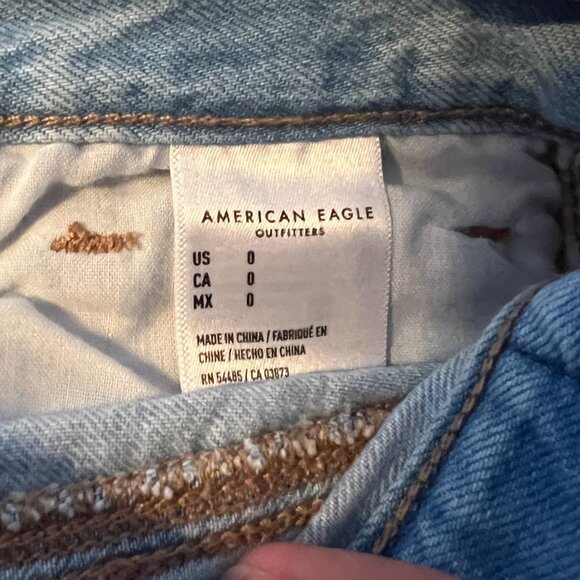 AMERICAN EAGLE
OUTFITTERS
US 0
CA 0
MX 0
MADE IN CHINA / FABRIQUÉ EN
CHINE / HECHO EN CHINA
RN 54485 / CA 03873